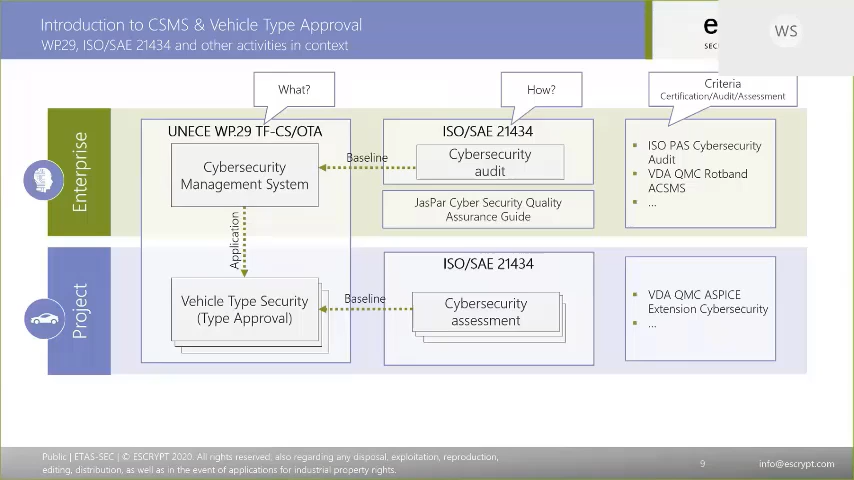 Introduction to CSMS & Vehicle Type Approval
WP.29, ISO/SAE 21434 and other activities in context
e
SEC
WS
What?
How?
Criteria
Certification/Audit/Assessment
Enterprise
UNECE WP.29 TF-CS/OTA
Cybersecurity
Management System
Baseline
ISO/SAE 21434
Cybersecurity
audit
JasPar Cyber Security Quality
Assurance Guide
ISO PAS Cybersecurity
Audit
VDA QMC Rotband
ACSMS
...
Application
Project
Vehicle Type Security
(Type Approval)
Baseline
ISO/SAE 21434
Cybersecurity
assessment
VDA QMC ASPICE
Extension Cybersecurity
...
Public | ETAS-SEC | © ESCRYPT 2020. All rights reserved, also regarding any disposal, exploitation, reproduction,
editing, distribution, as well as in the event of applications for industrial property rights.
9
info@escrypt.com